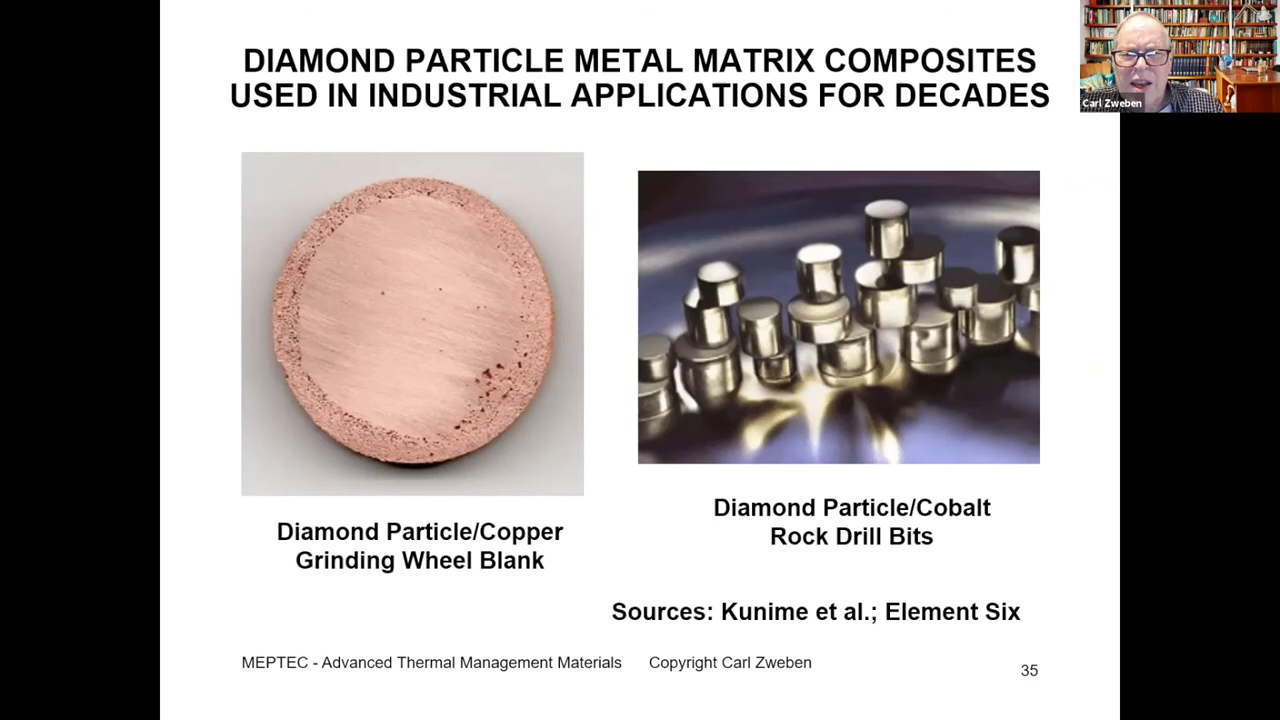 DIAMOND PARTICLE METAL MATRIX COMPOSITES
USED IN INDUSTRIAL APPLICATIONS FOR DECADES
Carl Zweben
Diamond Particle/Copper
Grinding Wheel Blank
Diamond Particle/Cobalt
Rock Drill Bits
Sources: Kunime et al.; Element Six
MEPTEC - Advanced Thermal Management Materials Copyright Carl Zweben
35